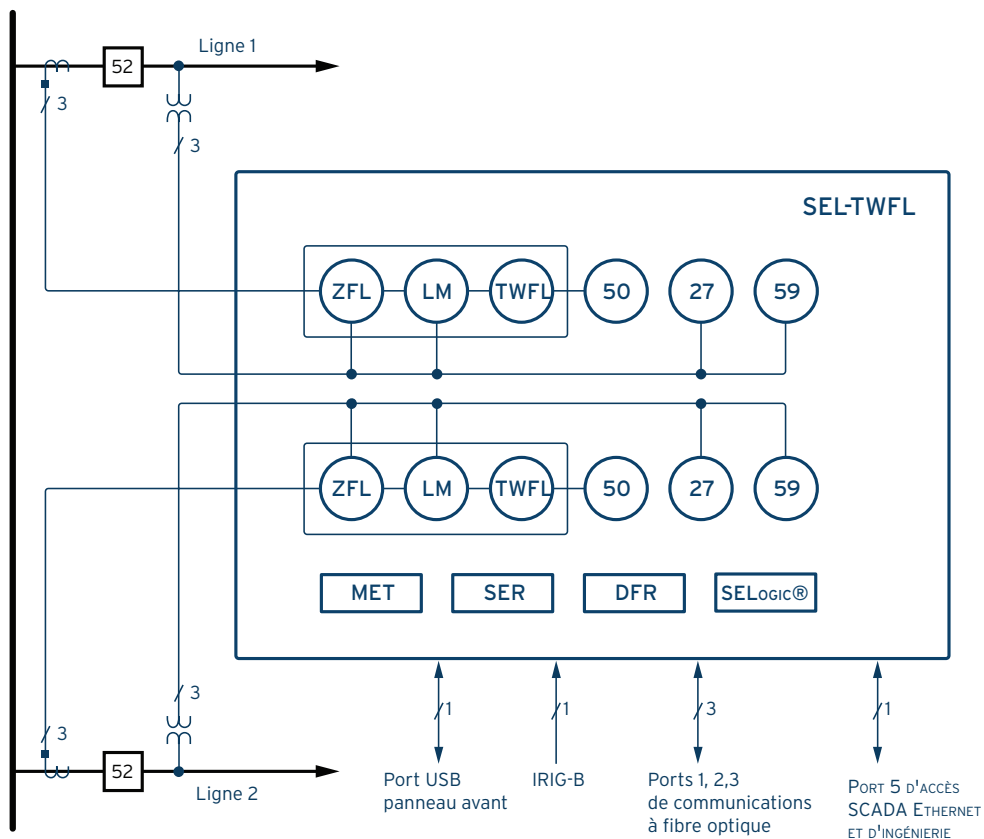 Ligne 1
52
3
3
SEL-TWFL
ZFL LM TWFL 50 27 59
ZFL LM TWFL 50 27 59
MET SER DFR SELOGIC®
3
3
52
Ligne 2
1 1 3 1
Port USB
panneau avant
IRIG-B
Ports 1, 2,3
de communications
à fibre optique
PORT 5 D'ACCÈS
SCADA ETHERNET
ET D'INGÉNIERIE